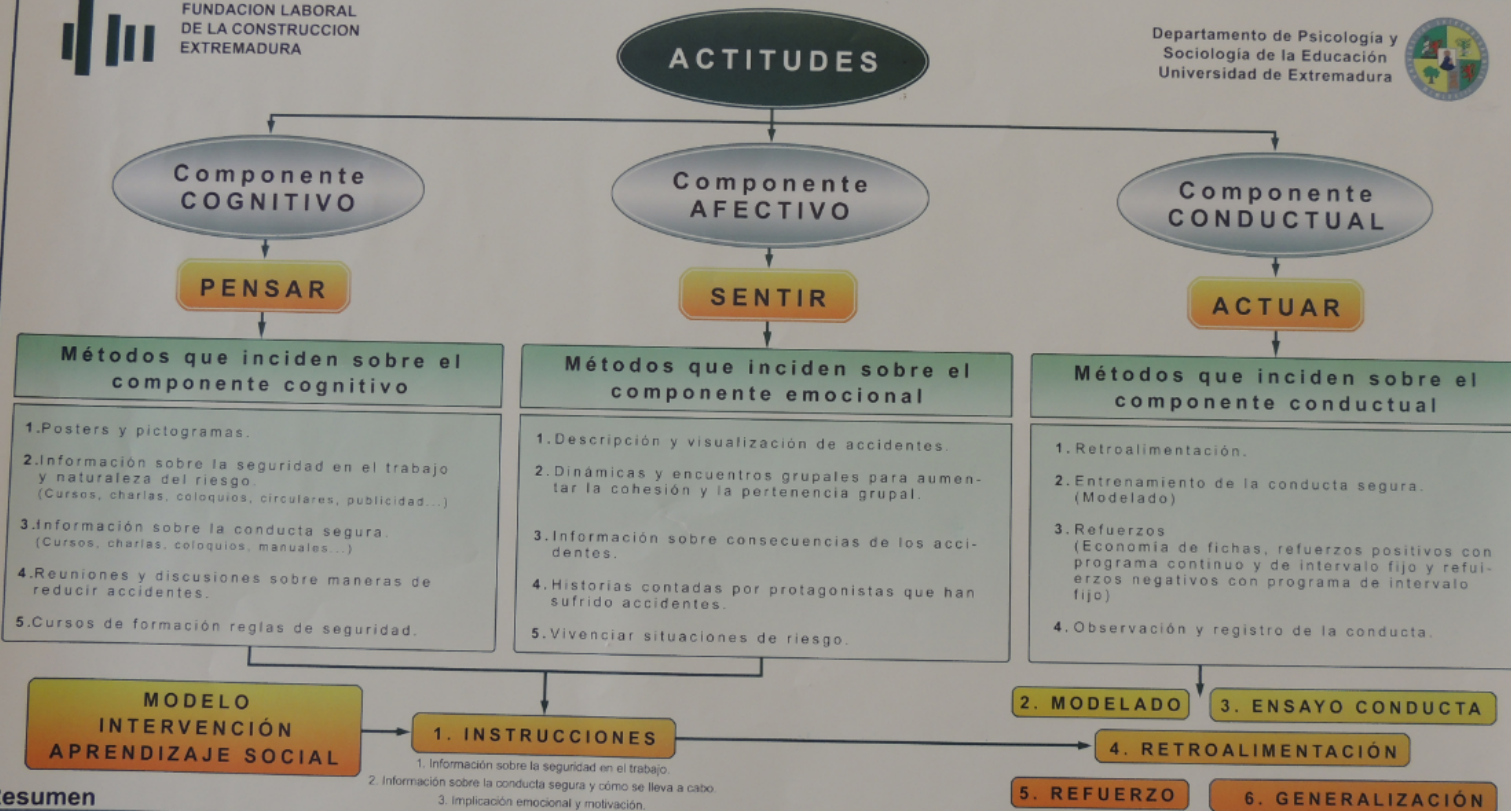 FUNDACION LABORAL
DE LA CONSTRUCCION
EXTREMADURA
ACTITUDES
Departamento de Psicología y
Sociología de la Educación
Universidad de Extremadura
Componente
COGNITIVO
Componente
AFECTIVO
Componente
CONDUCTUAL
PENSAR
SENTIR
ACTUAR
Métodos que inciden sobre el
componente cognitivo
1.Posters y pictogramas.
2.Información sobre la seguridad en el trabajo
y naturaleza del riesgo.
(Cursos, charlas, coloquios, circulares, publicidad...)
3.Información sobre la conducta segura.
(Cursos, charlas, coloquios, manuales...)
4.Reuniones y discusiones sobre maneras de
reducir accidentes.
5.Cursos de formación reglas de seguridad.
Métodos que inciden sobre el
componente emocional
1.Descripción y visualización de accidentes.
2.Dinámicas y encuentros grupales para aumen-
tar la cohesión y la pertenencia grupal.
3.Información sobre consecuencias de los acci-
dentes.
4.Historias contadas por protagonistas que han
sufrido accidentes.
5.Vivenciar situaciones de riesgo.
Métodos que inciden sobre el
componente conductual
1.Retroalimentación.
2.Entrenamiento de la conducta segura.
(Modelado)
3.Refuerzos
(Economía de fichas, refuerzos positivos con
programa continuo y de intervalo fijo y refui-
erzos negativos con programa de intervalo
fijo)
4.Observación y registro de la conducta.
MODELO
INTERVENCIÓN
APRENDIZAJE SOCIAL
1. INSTRUCCIONES
1. Información sobre la seguridad en el trabajo.
2. Información sobre la conducta segura y cómo se lleva a cabo.
3. Implicación emocional y motivación.
2. MODELADO
3. ENSAYO CONDUCTA
4. RETROALIMENTACIÓN
5. REFUERZO
6. GENERALIZACIÓN
esumen